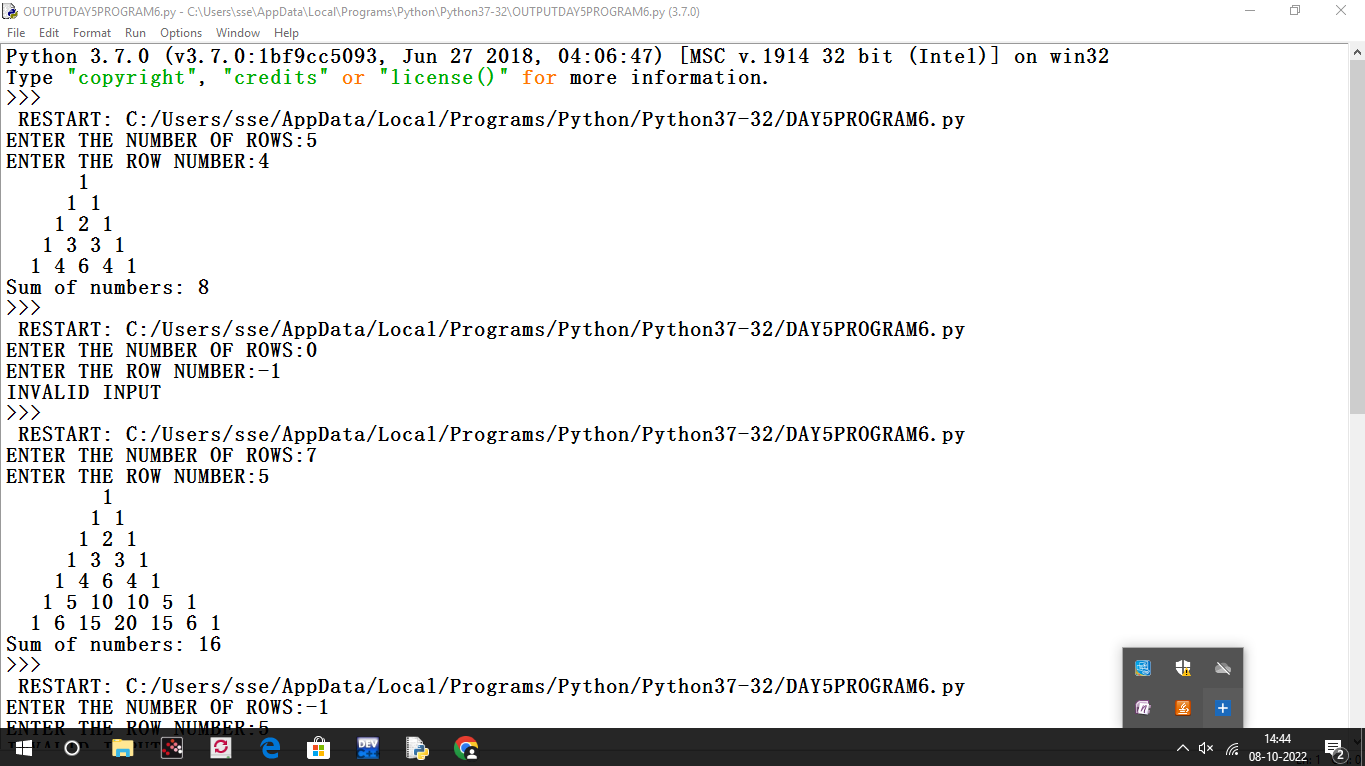 OUTPUTDAY5PROGRAM6.py - C:\Users\sse\AppData\Local\Programs\Python\Python37-32\OUTPUTDAY5PROGRAM6.py (3.7.0)
File Edit Format Run Options Window Help
Python 3.7.0 (v3.7.0:1bf9cc5093, Jun 27 2018, 04:06:47) [MSC v.1914 32 bit (Intel)] on win32
Type "copyright", "credits" or "license()" for more information.
>>>
 RESTART: C:/Users/sse/AppData/Local/Programs/Python/Python37-32/DAY5PROGRAM6.py
ENTER THE NUMBER OF ROWS:5
ENTER THE ROW NUMBER:4
      1
     1 1
    1 2 1
   1 3 3 1
  1 4 6 4 1
Sum of numbers: 8
>>>
 RESTART: C:/Users/sse/AppData/Local/Programs/Python/Python37-32/DAY5PROGRAM6.py
ENTER THE NUMBER OF ROWS:0
ENTER THE ROW NUMBER:-1
INVALID INPUT
>>>
 RESTART: C:/Users/sse/AppData/Local/Programs/Python/Python37-32/DAY5PROGRAM6.py
ENTER THE NUMBER OF ROWS:7
ENTER THE ROW NUMBER:5
        1
       1 1
      1 2 1
     1 3 3 1
    1 4 6 4 1
   1 5 10 10 5 1
  1 6 15 20 15 6 1
Sum of numbers: 16
>>>
 RESTART: C:/Users/sse/AppData/Local/Programs/Python/Python37-32/DAY5PROGRAM6.py
ENTER THE NUMBER OF ROWS:-1
ENTER THE ROW NUMBER:5
DEV
14:44
08-10-2022
2